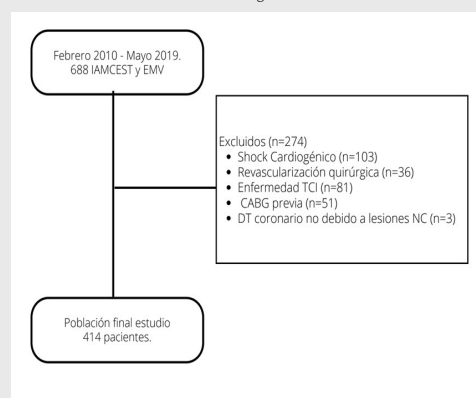 Febrero 2010 - Mayo 2019.
688 IAMCEST y EMV
Excluidos (n=274)
• Shock Cardiogénico (n=103)
• Revascularización quirúrgica (n=36)
• Enfermedad TCI (n=81)
• CABG previa (n=51)
• DT coronario no debido a lesiones NC (n=3)
Población final estudio
414 pacientes.